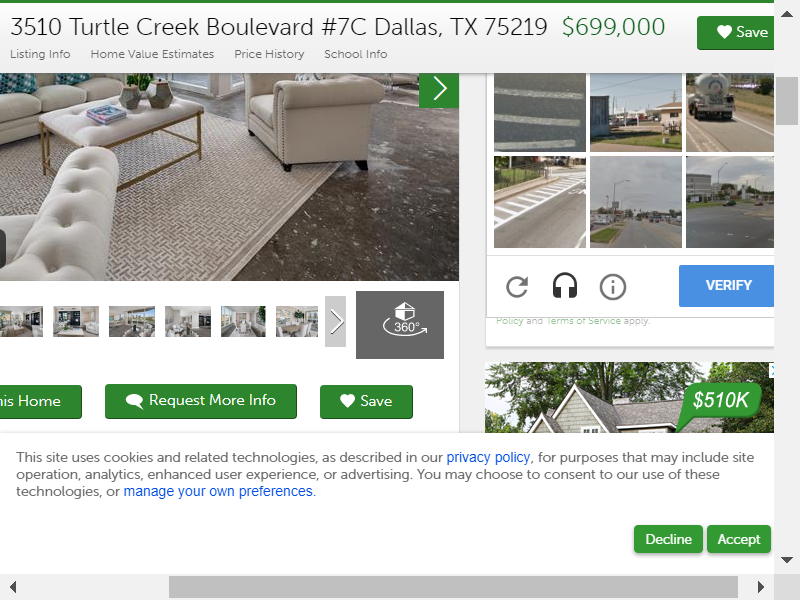 3510 Turtle Creek Boulevard #7C Dallas, TX 75219 $699,000
Save
Listing Info Home Value Estimates Price History School Info
360°
VERIFY
Policy and Terms of Service apply.
his Home
Request More Info
Save
$510K
This site uses cookies and related technologies, as described in our privacy policy, for purposes that may include site
operation, analytics, enhanced user experience, or advertising. You may choose to consent to our use of these
technologies, or manage your own preferences.
Decline
Accept